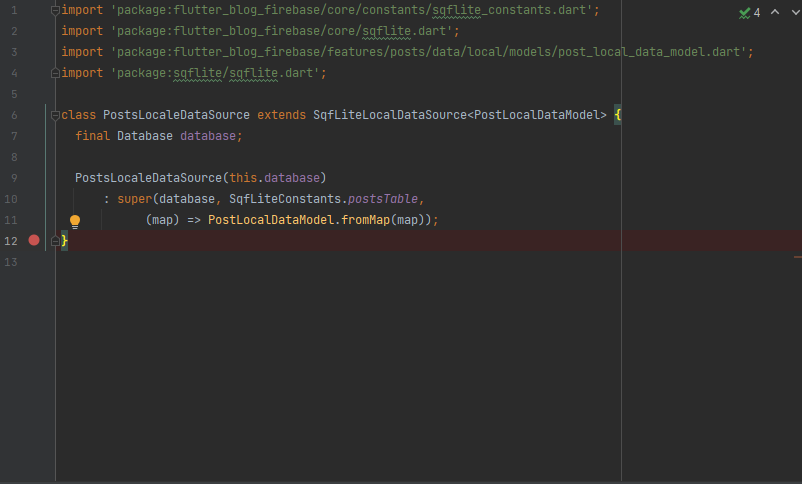 1 import 'package:flutter_blog_firebase/core/constants/sqflite_constants.dart';
2 import 'package:flutter_blog_firebase/core/sqflite.dart';
3 import 'package:flutter_blog_firebase/features/posts/data/local/models/post_local_data_model.dart';
4 import 'package:sqflite/sqflite.dart';
5
6 class PostsLocaleDataSource extends SqfLiteLocalDataSource<PostLocalDataModel> {
7 final Database database;
8
9 PostsLocaleDataSource(this.database)
10 : super(database, SqfLiteConstants.postsTable,
11 (map) => PostLocalDataModel.fromMap(map));
12 }
13
4